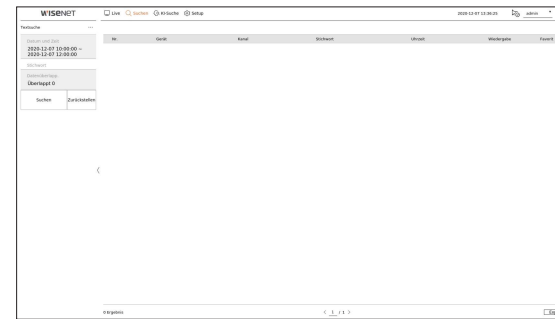 WISENET
Live Suchen KI-Suche Setup
2020-12-07 13:36:25 admin
Textsuche ...
Nr. Gerät Kanal Stichwort Uhrzeit Wiedergabe Favorit
Datum und Zeit
2020-12-07 10:00:00 ~
2020-12-07 12:00:00
Stichwort
Datenüberlapp.
Überlappt 0
Suchen Zurückstellen
0 Ergebnis
1 / 1